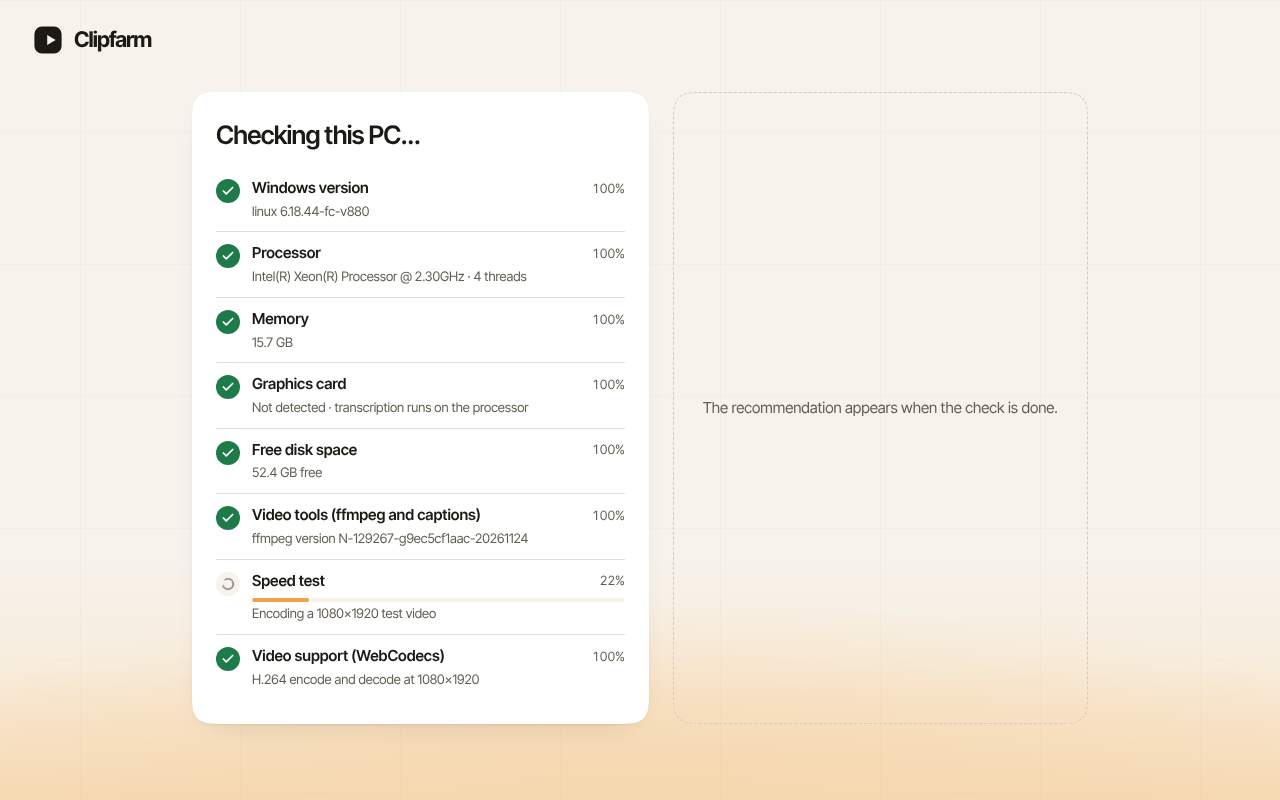 Clipfarm
Checking this PC...
Windows version 100%
linux 6.18.44-fc-v880
Processor 100%
Intel(R) Xeon(R) Processor @ 2.30GHz · 4 threads
Memory 100%
15.7 GB
Graphics card 100%
Not detected · transcription runs on the processor
Free disk space 100%
52.4 GB free
Video tools (ffmpeg and captions) 100%
ffmpeg version N-129267-g9ec5cf1aac-20261124
Speed test 22%
Encoding a 1080×1920 test video
Video support (WebCodecs) 100%
H.264 encode and decode at 1080×1920
The recommendation appears when the check is done.